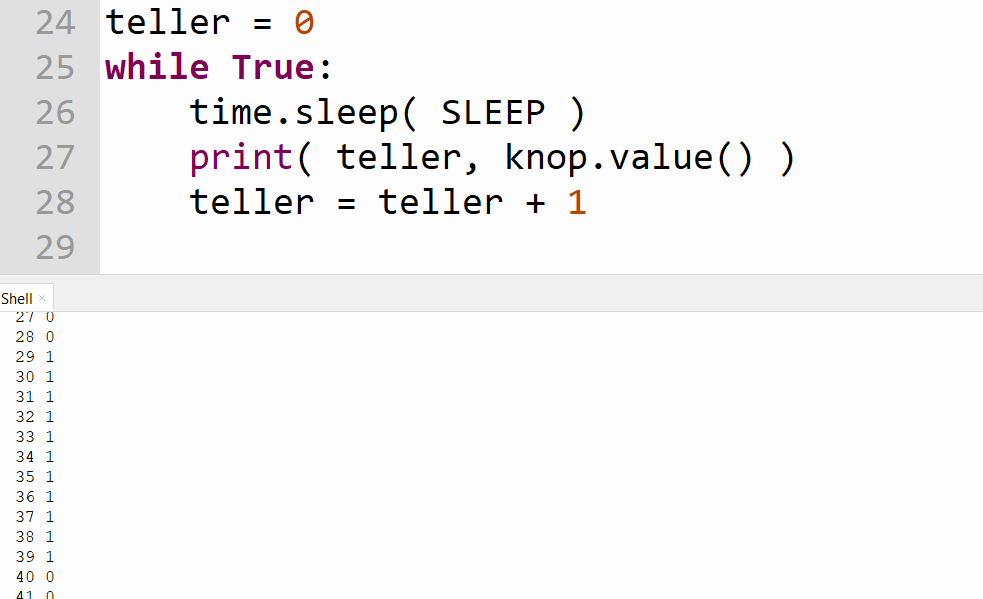 24 teller = 0
25 while True:
26     time.sleep( SLEEP )
27     print( teller, knop.value() )
28     teller = teller + 1
29
Shell ×
27 0
28 0
29 1
30 1
31 1
32 1
33 1
34 1
35 1
36 1
37 1
38 1
39 1
40 0
41 0